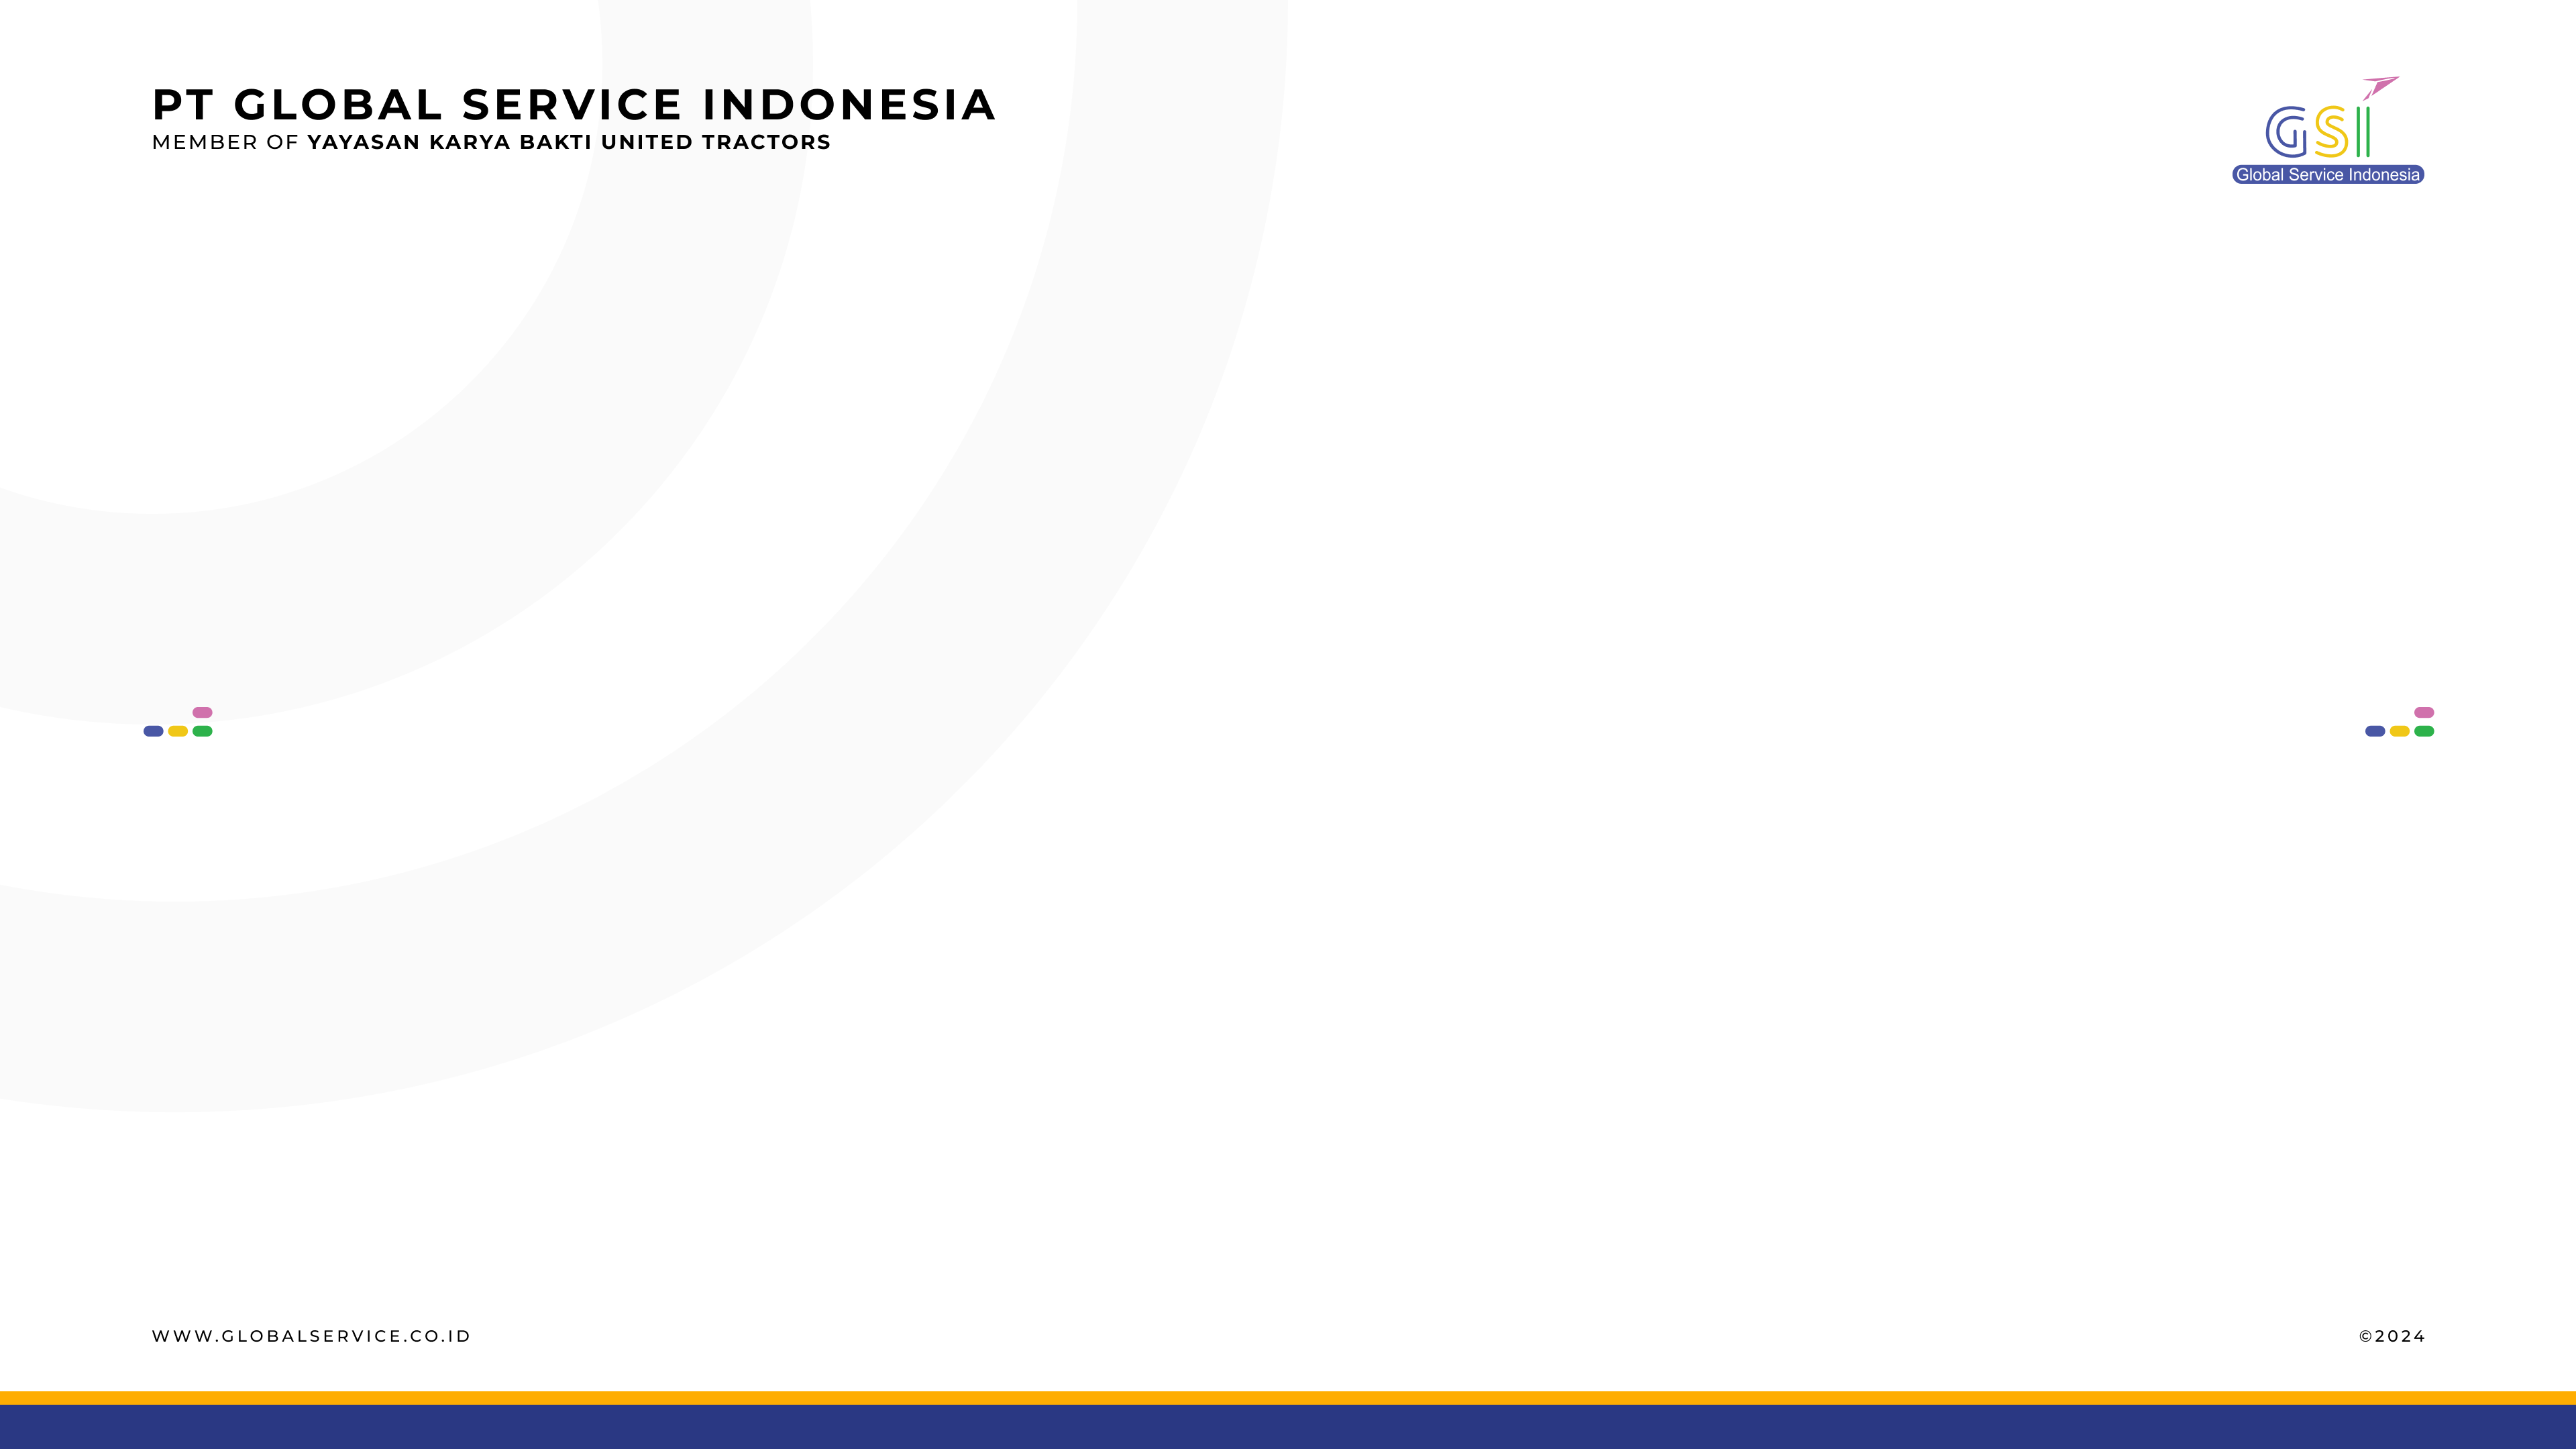 PT GLOBAL SERVICE INDONESIA
MEMBER OF YAYASAN KARYA BAKTI UNITED TRACTORS
GSI
Global Service Indonesia
WWW.GLOBALSERVICE.CO.ID
©2024